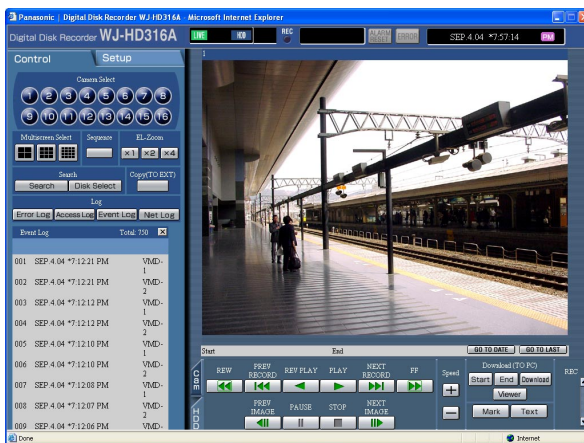 Panasonic | Digital Disk Recorder WJ-HD316A - Microsoft Internet Explorer
Digital Disk Recorder WJ-HD316A
LIVE HDD REC ALARM RESET ERROR SEP.4.04 *7:57:14 PM
Control Setup
1
Camera Select
1 2 3 4 5 6 7 8
9 10 11 12 13 14 15 16
Multiscreen Select Sequence EL-Zoom
×1 ×2 ×4
Search Copy(TO EXT)
Search Disk Select
Log
Error Log Access Log Event Log Net Log
Event Log Total: 750
001 SEP.4.04 *7:12:21 PM VMD-1
002 SEP.4.04 *7:12:21 PM VMD-2
003 SEP.4.04 *7:12:12 PM VMD-1
004 SEP.4.04 *7:12:12 PM VMD-2
005 SEP.4.04 *7:12:10 PM VMD-1
006 SEP.4.04 *7:12:10 PM VMD-2
007 SEP.4.04 *7:12:08 PM VMD-1
008 SEP.4.04 *7:12:07 PM VMD-2
009 SEP.4.04 *7:12:06 PM VMD-
Start End GO TO DATE GO TO LAST
Cam
REW PREV RECORD REV PLAY PLAY NEXT RECORD FF Speed
Download (TO PC) REC
Start End Download
Viewer
HDD
PREV IMAGE PAUSE STOP NEXT IMAGE
Mark Text
Done Internet